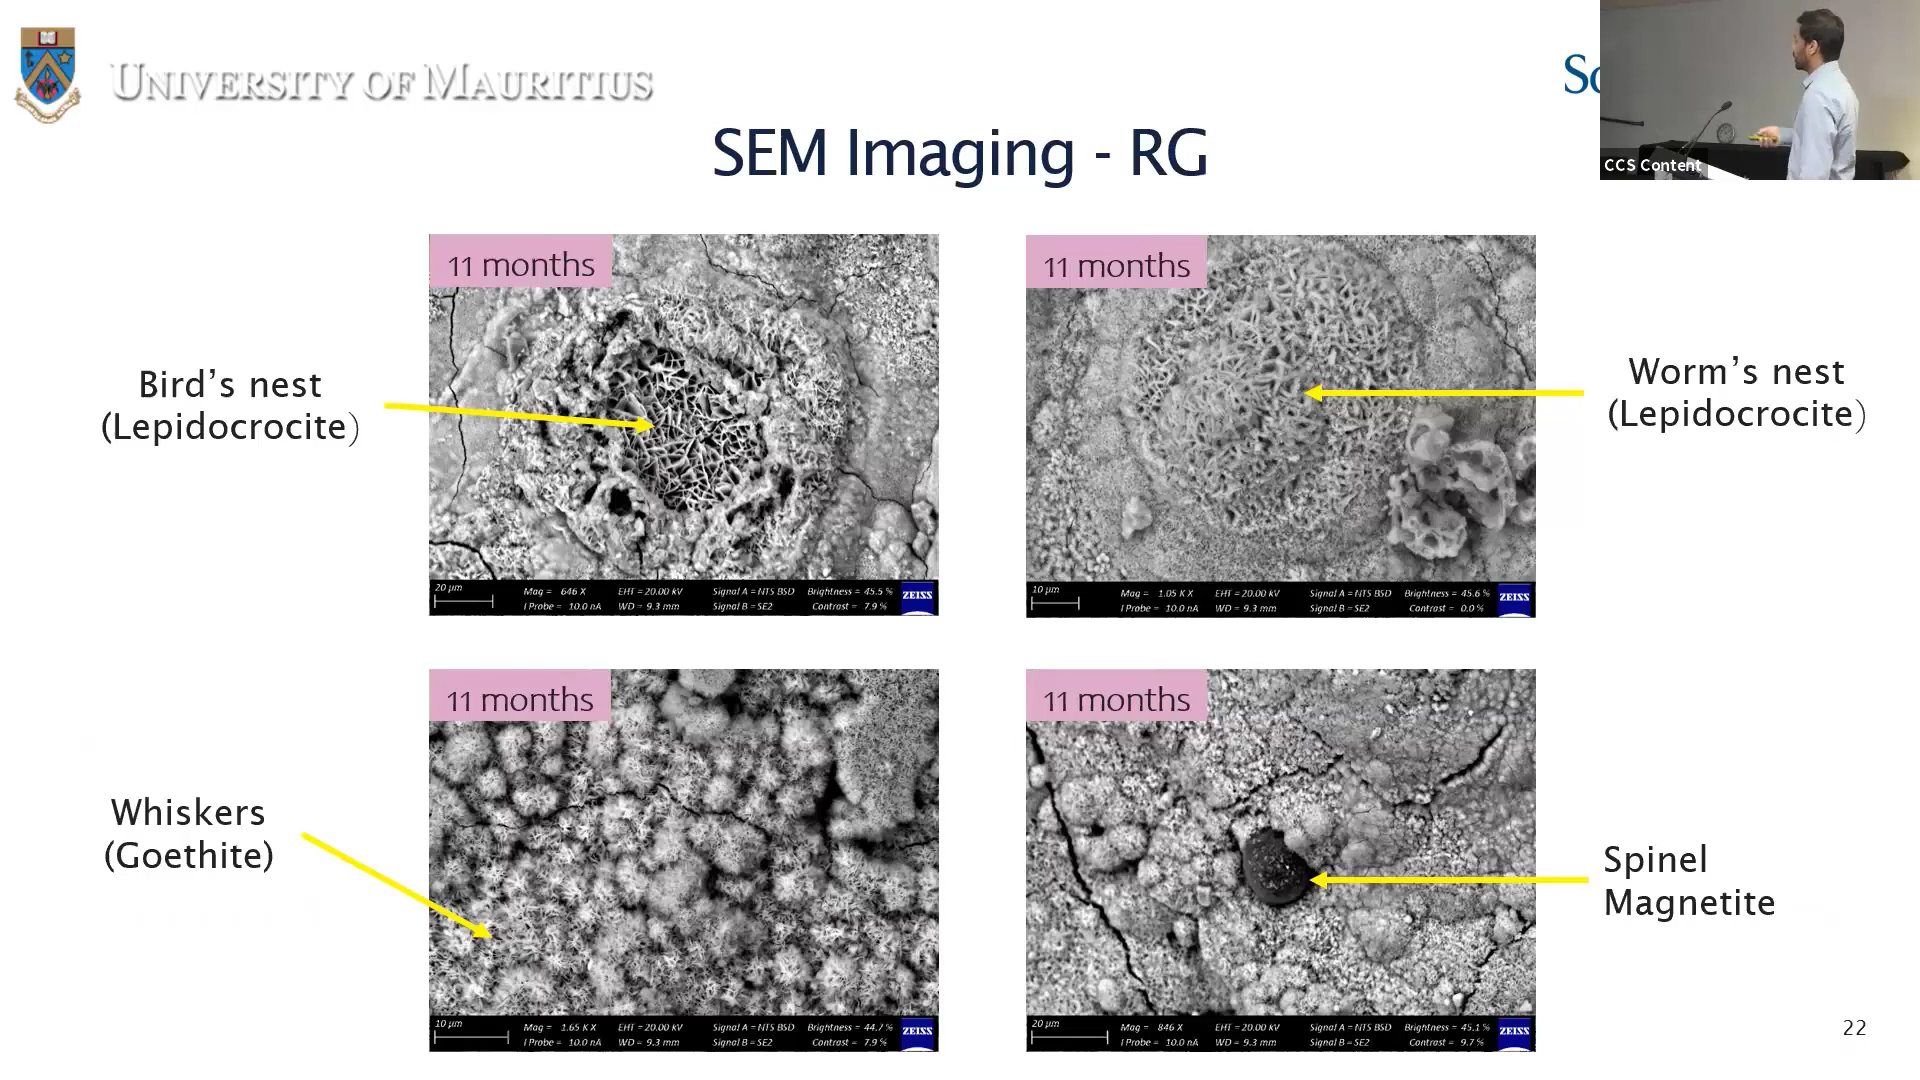 UNIVERSITY OF MAURITIUS
So
CCS Content
SEM Imaging - RG
11 months
20 µm
Mag = 646 X
EHT = 20.00 kV
Signal A = NTS BSD
Brightness = 45.5 %
I Probe = 10.0 nA
WD = 9.3 mm
Signal B = SE2
Contrast = 7.9 %
ZEISS
11 months
10 µm
Mag = 1.05 K X
EHT = 20.00 kV
Signal A = NTS BSD
Brightness = 45.6 %
I Probe = 10.0 nA
WD = 9.3 mm
Signal B = SE2
Contrast = 0.0 %
ZEISS
Bird’s nest
(Lepidocrocite)
Worm’s nest
(Lepidocrocite)
11 months
10 µm
Mag = 1.65 K X
EHT = 20.00 kV
Signal A = NTS BSD
Brightness = 44.7 %
I Probe = 10.0 nA
WD = 9.3 mm
Signal B = SE2
Contrast = 7.9 %
ZEISS
11 months
20 µm
Mag = 846 X
EHT = 20.00 kV
Signal A = NTS BSD
Brightness = 45.1 %
I Probe = 10.0 nA
WD = 9.3 mm
Signal B = SE2
Contrast = 9.7 %
ZEISS
Whiskers
(Goethite)
Spinel
Magnetite
22